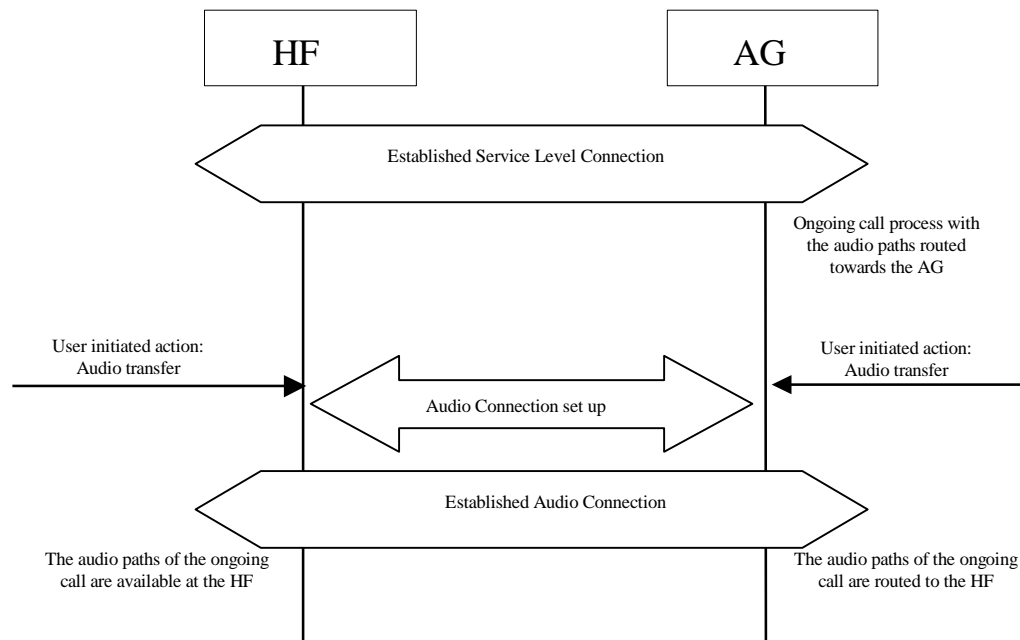 HF
AG
Established Service Level Connection
Ongoing call process with
the audio paths routed
towards the AG
User initiated action:
Audio transfer
User initiated action:
Audio transfer
Audio Connection set up
Established Audio Connection
The audio paths of the ongoing
call are available at the HF
The audio paths of the ongoing
call are routed to the HF